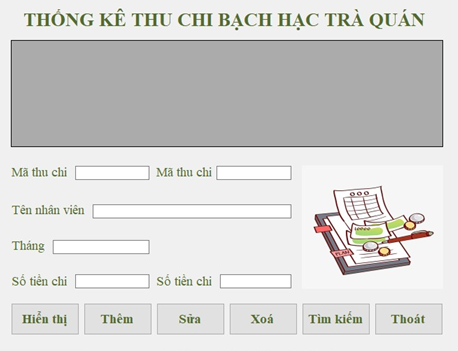 THỐNG KÊ THU CHI BẠCH HẠC TRÀ QUÁN
Mã thu chi Mã thu chi
Tên nhân viên
Tháng
Số tiền chi Số tiền chi
PLAN
Hiển thị Thêm Sửa Xoá Tìm kiếm Thoát